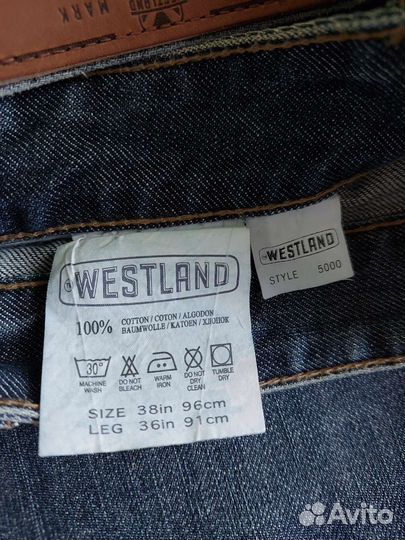 WESTLAND
MARK
WESTLAND
100% COTTON / COTON / ALGODON
BAUMWOLLE / KATOEN / ХЛОПОК
30°
MACHINE WASH
DO NOT BLEACH
WARM IRON
DO NOT DRY CLEAN
TUMBLE DRY
SIZE 38in 96cm
LEG 36in 91cm
WESTLAND
STYLE 5000
Avito